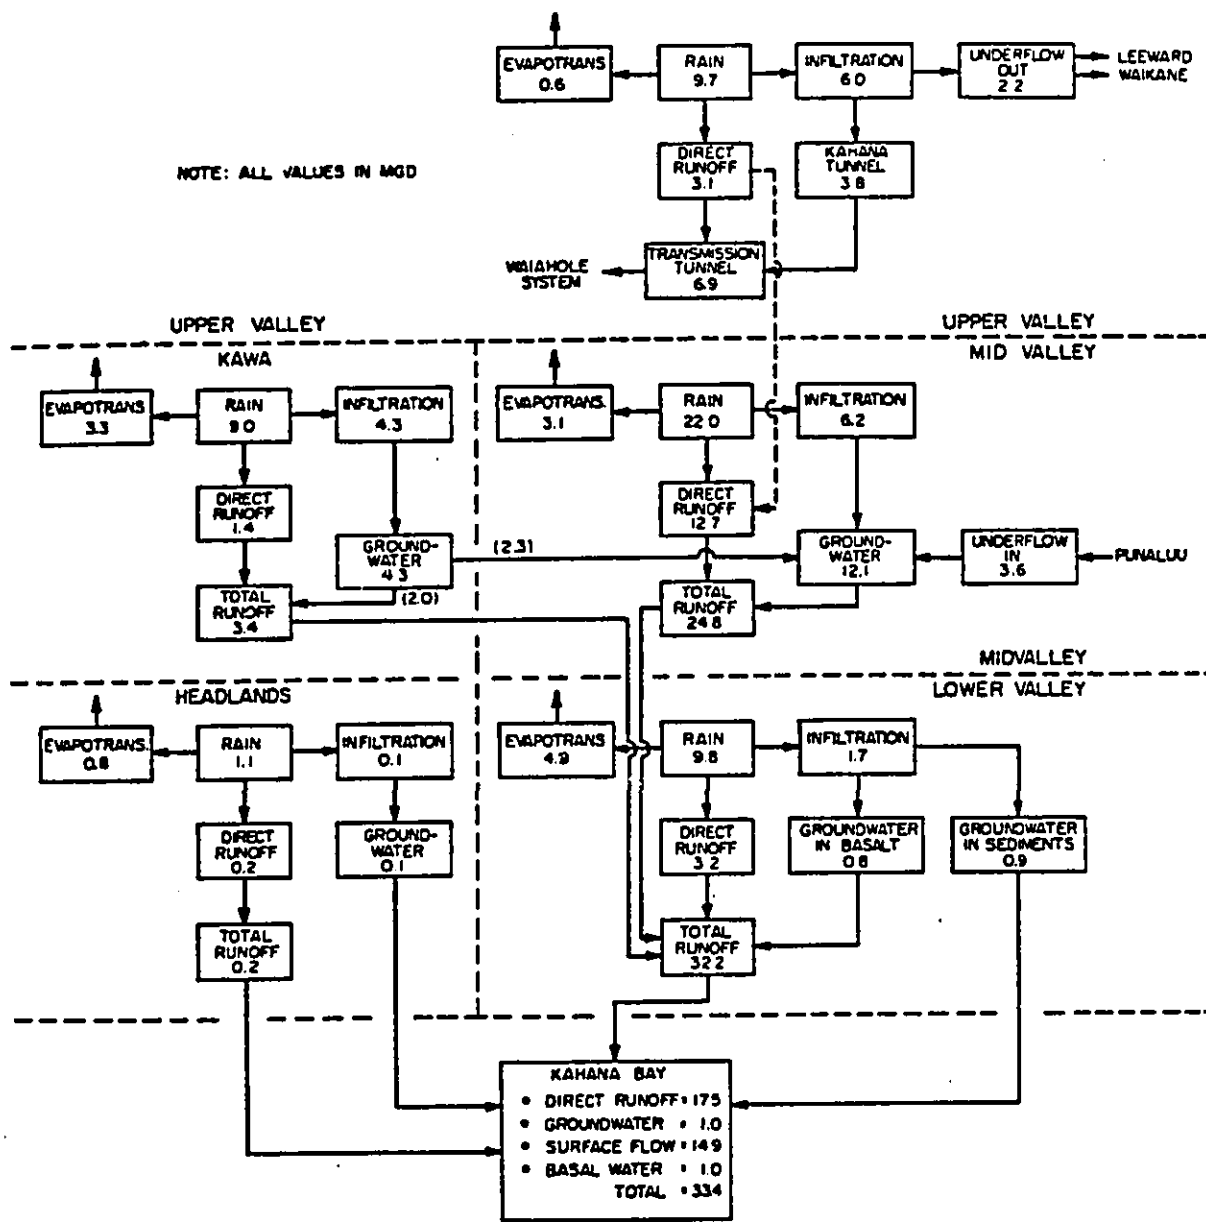 EVAPOTRANS
0.6
RAIN
9.7
INFILTRATION
6.0
UNDERFLOW
OUT
2.2
LEEWARD
WAIKANE
NOTE: ALL VALUES IN MGD
DIRECT
RUNOFF
3.1
KAHANA
TUNNEL
3.8
WAIAHOLE
SYSTEM
TRANSMISSION
TUNNEL
6.9
UPPER VALLEY
UPPER VALLEY
KAWA
MID VALLEY
EVAPOTRANS.
3.3
RAIN
9.0
INFILTRATION
4.3
EVAPOTRANS.
3.1
RAIN
22.0
INFILTRATION
6.2
DIRECT
RUNOFF
1.4
DIRECT
RUNOFF
12.7
GROUND-
WATER
4.3
(2.3)
GROUND-
WATER
12.1
UNDERFLOW
IN
3.6
PUNALUU
(2.0)
TOTAL
RUNOFF
3.4
TOTAL
RUNOFF
24.8
MIDVALLEY
HEADLANDS
LOWER VALLEY
EVAPOTRANS.
0.8
RAIN
1.1
INFILTRATION
0.1
EVAPOTRANS
4.9
RAIN
9.8
INFILTRATION
1.7
DIRECT
RUNOFF
0.2
GROUND-
WATER
0.1
DIRECT
RUNOFF
3.2
GROUNDWATER
IN BASALT
0.8
GROUNDWATER
IN SEDIMENTS
0.9
TOTAL
RUNOFF
0.2
TOTAL
RUNOFF
32.2
KAHANA BAY
• DIRECT RUNOFF = 17.5
• GROUNDWATER = 1.0
• SURFACE FLOW = 14.9
• BASAL WATER = 1.0
TOTAL = 33.4